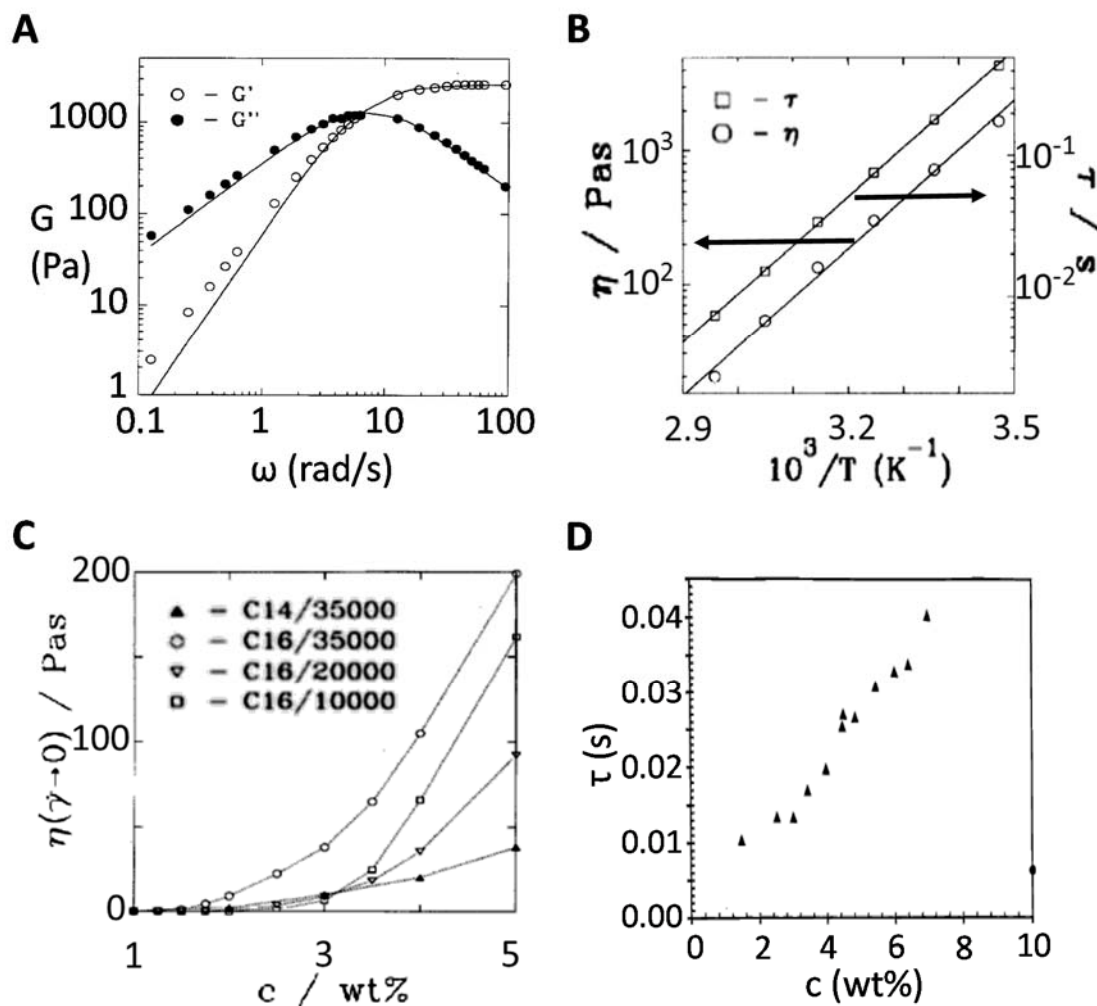 A
○ - G'
● - G''
1000
100
10
1
G
(Pa)
0.1 1 10 100
ω (rad/s)
B
□ - τ
○ - η
10³
10²
η / Pas
10⁻¹
10⁻²
τ / s
2.9 3.2 3.5
10³/T (K⁻¹)
C
200
100
0
η(γ̇→0) / Pas
▲ - C14/35000
○ - C16/35000
▽ - C16/20000
□ - C16/10000
1 3 5
c / wt%
D
0.04
0.03
0.02
0.01
0.00
τ (s)
0 2 4 6 8 10
c (wt%)